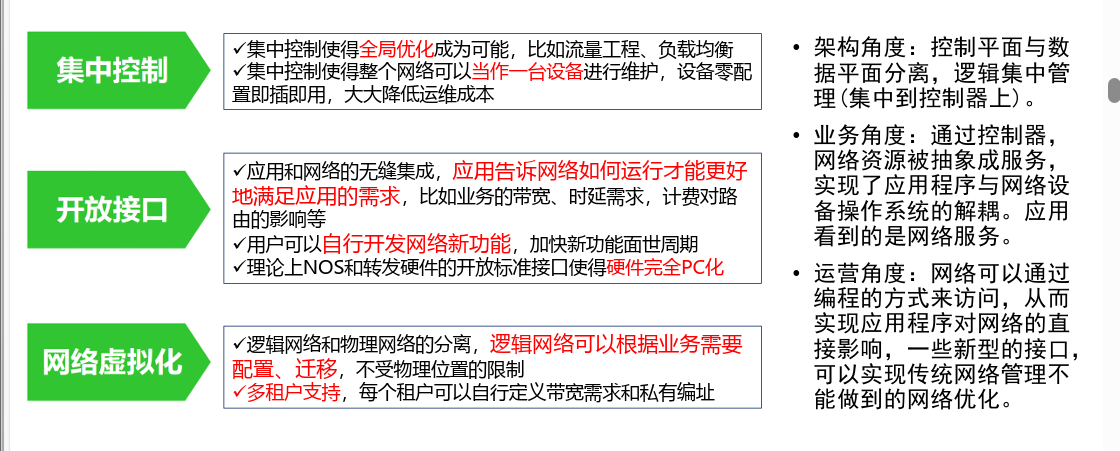 集中控制
✓集中控制使得全局优化成为可能，比如流量工程、负载均衡
✓集中控制使得整个网络可以当作一台设备进行维护，设备零配
置即插即用，大大降低运维成本
开放接口
✓应用和网络的无缝集成，应用告诉网络如何运行才能更好
地满足应用的需求，比如业务的带宽、时延需求，计费对路
由的影响等
✓用户可以自行开发网络新功能，加快新功能面世周期
✓理论上NOS和转发硬件的开放标准接口使得硬件完全PC化
网络虚拟化
✓逻辑网络和物理网络的分离，逻辑网络可以根据业务需要
配置、迁移，不受物理位置的限制
✓多租户支持，每个租户可以自行定义带宽需求和私有编址
• 架构角度：控制平面与数
据平面分离，逻辑集中管
理(集中到控制器上)。
• 业务角度：通过控制器，
网络资源被抽象成服务，
实现了应用程序与网络设
备操作系统的解耦。应用
看到的是网络服务。
• 运营角度：网络可以通过
编程的方式来访问，从而
实现应用程序对网络的直
接影响，一些新型的接口，
可以实现传统网络管理不
能做到的网络优化。